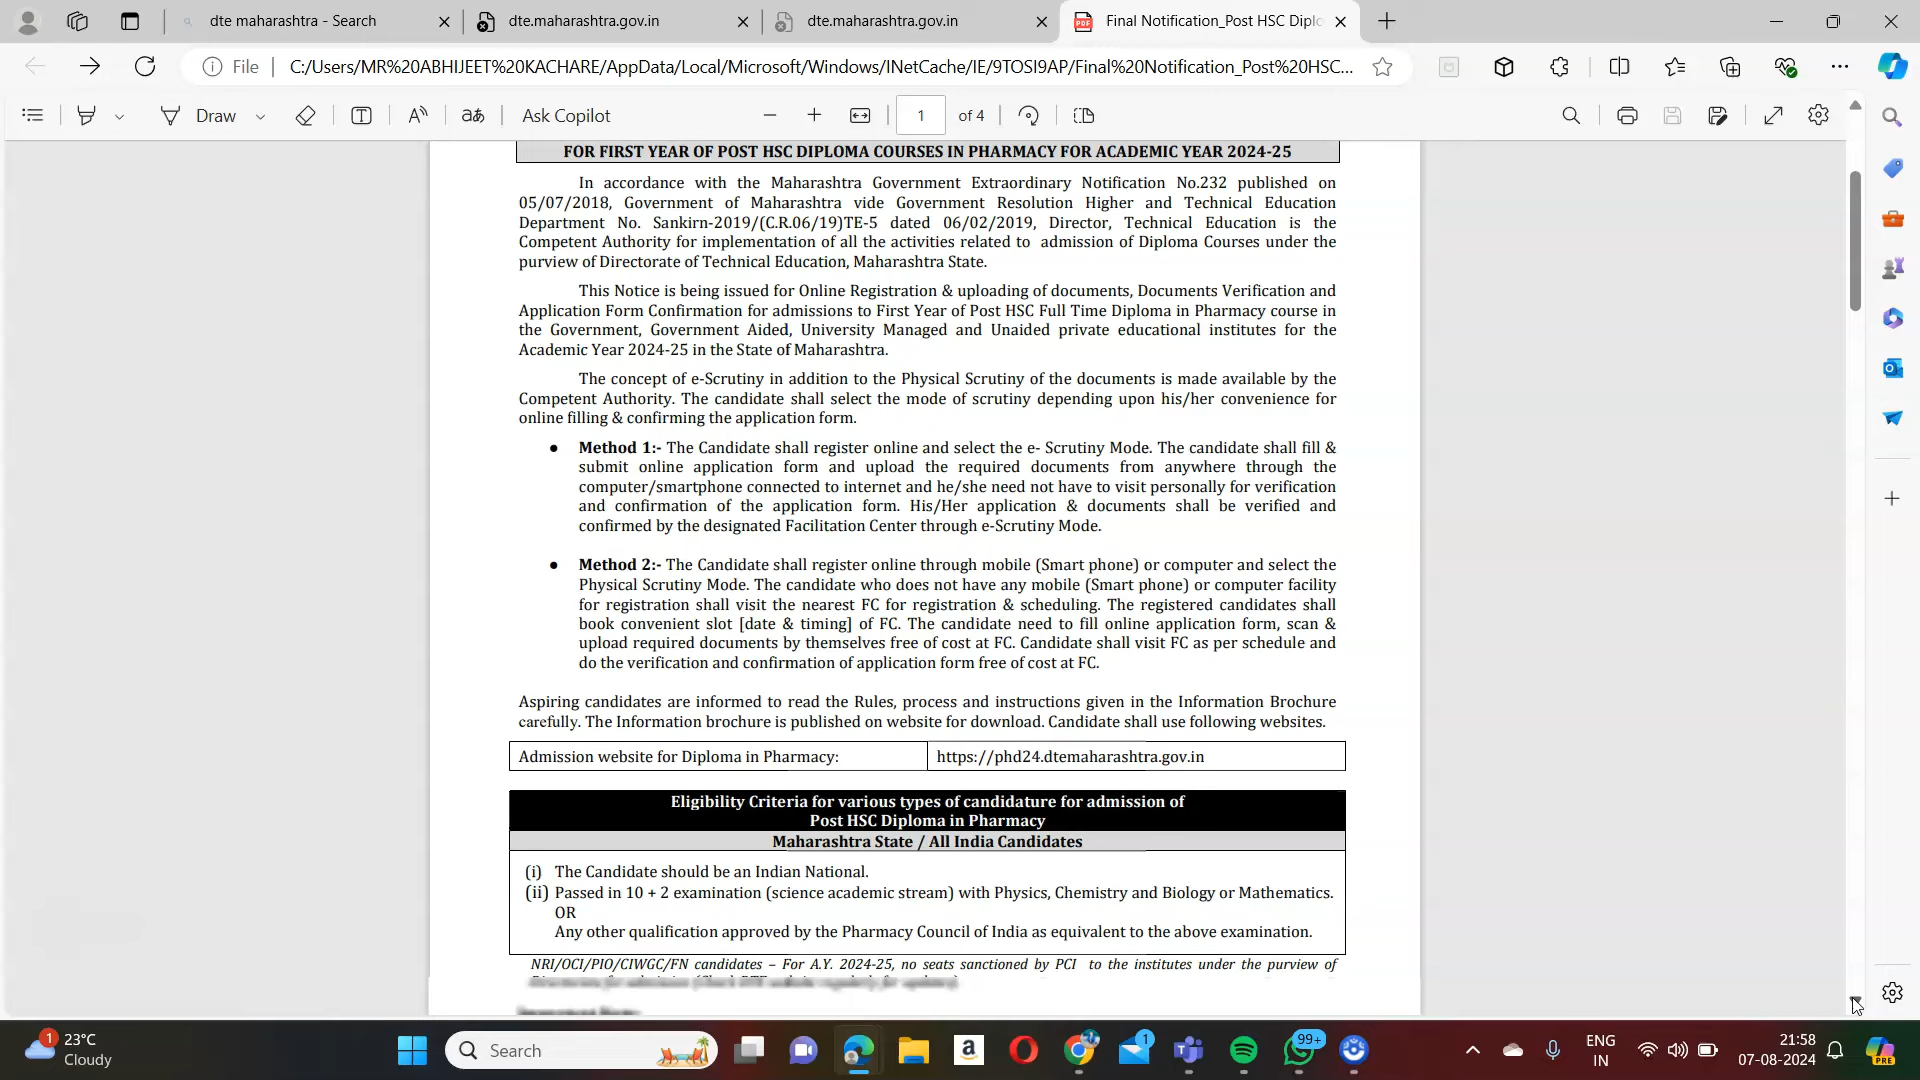 dte maharashtra - Search
dte.maharashtra.gov.in
dte.maharashtra.gov.in
Final Notification_Post HSC Diplo
File
C:/Users/MR%20ABHIJEET%20KACHARE/AppData/Local/Microsoft/Windows/INetCache/IE/9TOSI9AP/Final%20Notification_Post%20HSC...
Draw
Ask Copilot
1 of 4
FOR FIRST YEAR OF POST HSC DIPLOMA COURSES IN PHARMACY FOR ACADEMIC YEAR 2024-25
In accordance with the Maharashtra Government Extraordinary Notification No.232 published on
05/07/2018, Government of Maharashtra vide Government Resolution Higher and Technical Education
Department No. Sankirn-2019/(C.R.06/19)TE-5 dated 06/02/2019, Director, Technical Education is the
Competent Authority for implementation of all the activities related to admission of Diploma Courses under the
purview of Directorate of Technical Education, Maharashtra State.
This Notice is being issued for Online Registration & uploading of documents, Documents Verification and
Application Form Confirmation for admissions to First Year of Post HSC Full Time Diploma in Pharmacy course in
the Government, Government Aided, University Managed and Unaided private educational institutes for the
Academic Year 2024-25 in the State of Maharashtra.
The concept of e-Scrutiny in addition to the Physical Scrutiny of the documents is made available by the
Competent Authority. The candidate shall select the mode of scrutiny depending upon his/her convenience for
online filling & confirming the application form.
● Method 1:- The Candidate shall register online and select the e- Scrutiny Mode. The candidate shall fill &
submit online application form and upload the required documents from anywhere through the
computer/smartphone connected to internet and he/she need not have to visit personally for verification
and confirmation of the application form. His/Her application & documents shall be verified and
confirmed by the designated Facilitation Center through e-Scrutiny Mode.
● Method 2:- The Candidate shall register online through mobile (Smart phone) or computer and select the
Physical Scrutiny Mode. The candidate who does not have any mobile (Smart phone) or computer facility
for registration shall visit the nearest FC for registration & scheduling. The registered candidates shall
book convenient slot [date & timing] of FC. The candidate need to fill online application form, scan &
upload required documents by themselves free of cost at FC. Candidate shall visit FC as per schedule and
do the verification and confirmation of application form free of cost at FC.
Aspiring candidates are informed to read the Rules, process and instructions given in the Information Brochure
carefully. The Information brochure is published on website for download. Candidate shall use following websites.
Admission website for Diploma in Pharmacy: https://phd24.dtemaharashtra.gov.in
Eligibility Criteria for various types of candidature for admission of
Post HSC Diploma in Pharmacy
Maharashtra State / All India Candidates
(i) The Candidate should be an Indian National.
(ii) Passed in 10 + 2 examination (science academic stream) with Physics, Chemistry and Biology or Mathematics.
OR
Any other qualification approved by the Pharmacy Council of India as equivalent to the above examination.
NRI/OCI/PIO/CIWGC/FN candidates – For A.Y. 2024-25, no seats sanctioned by PCI to the institutes under the purview of
1
23°C
Cloudy
Search
1
99+
ENG
IN
21:58
07-08-2024
PRE